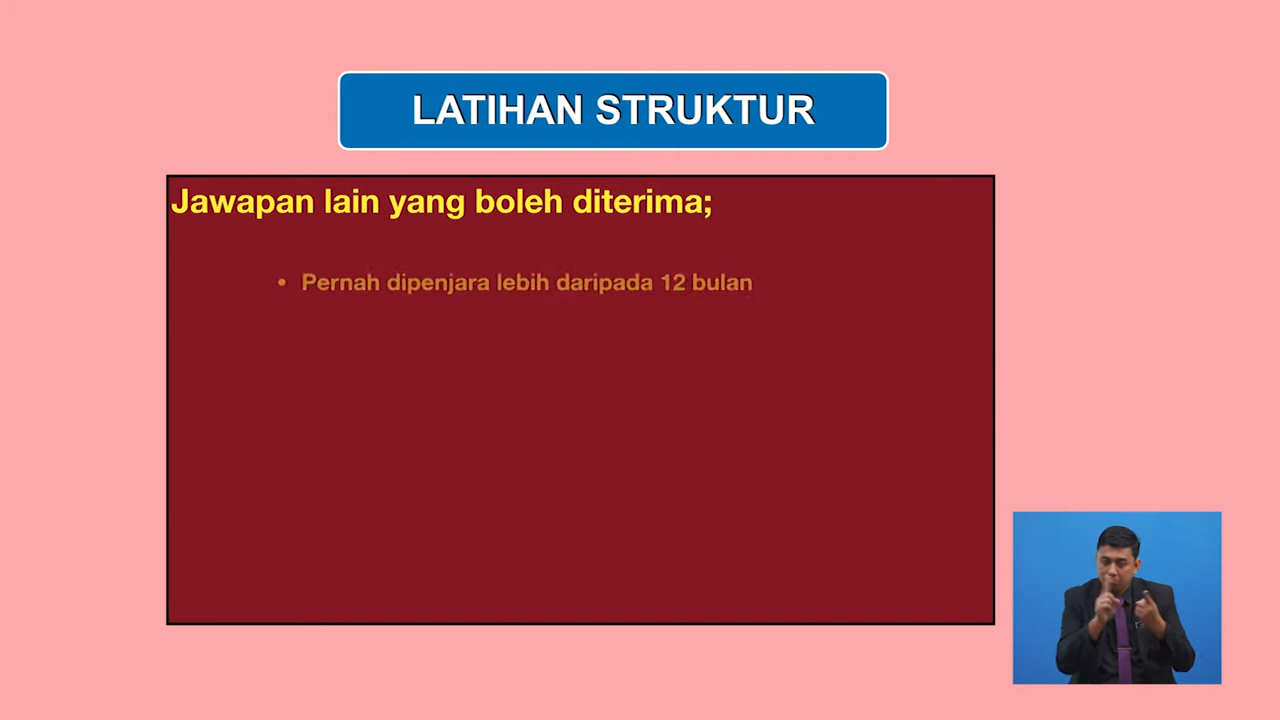 LATIHAN STRUKTUR
Jawapan lain yang boleh diterima;
• Pernah dipenjara lebih daripada 12 bulan